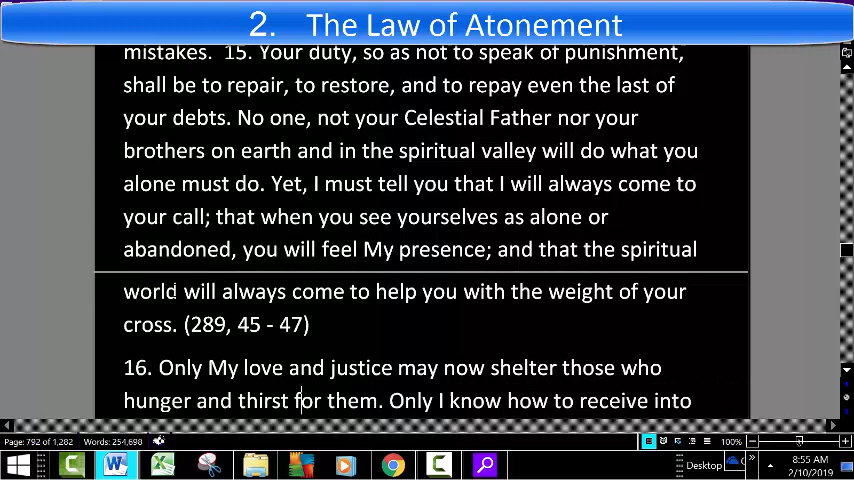 2. The Law of Atonement
mistakes. 15. Your duty, so as not to speak of punishment,
shall be to repair, to restore, and to repay even the last of
your debts. No one, not your Celestial Father nor your
brothers on earth and in the spiritual valley will do what you
alone must do. Yet, I must tell you that I will always come to
your call; that when you see yourselves as alone or
abandoned, you will feel My presence; and that the spiritual
world will always come to help you with the weight of your
cross. (289, 45 - 47)
16. Only My love and justice may now shelter those who
hunger and thirst for them. Only I know how to receive into
Page: 792 of 1,282 Words: 254,698
100%
Desktop
8:55 AM
2/10/2019